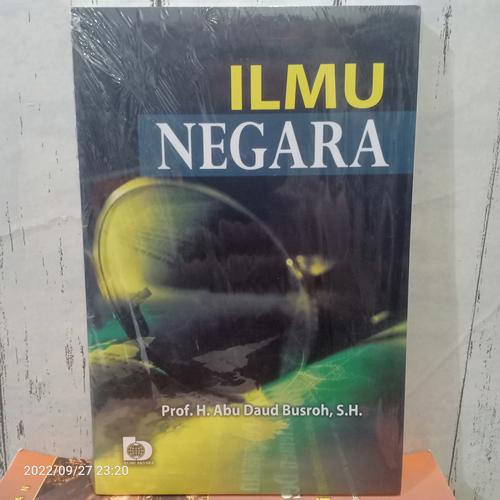 ILMU
NEGARA
Prof. H. Abu Daud Busroh, S.H.
2022/09/27 23:20